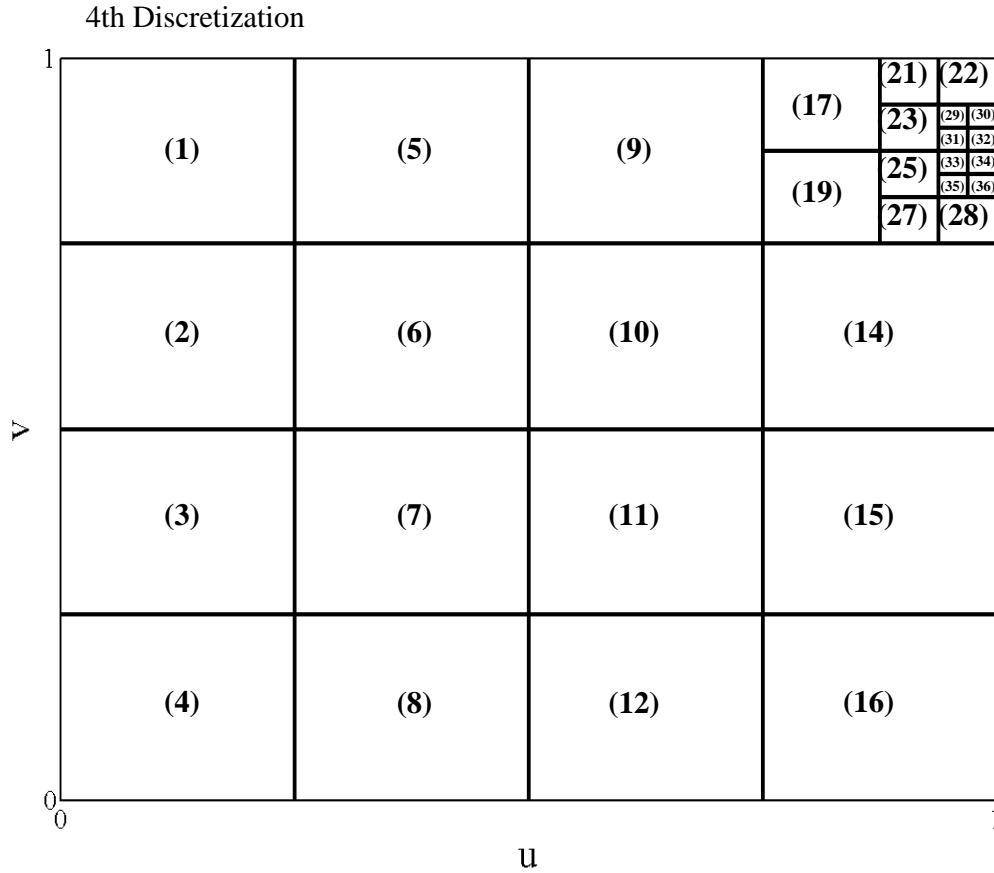 4th Discretization
1
(21) (22)
(17)
(23) (29) (30)
(1) (5) (9) (31) (32)
(25) (33) (34)
(19) (35) (36)
(27) (28)
(2) (6) (10) (14)
v
(3) (7) (11) (15)
(4) (8) (12) (16)
0
0
u